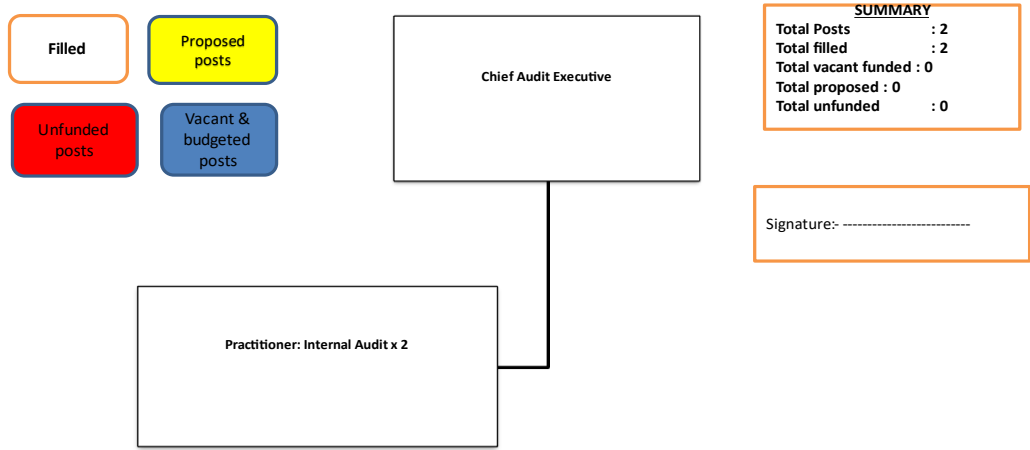 Filled
Proposed
posts
Unfunded
posts
Vacant &
budgeted
posts
Chief Audit Executive
SUMMARY
Total Posts : 2
Total filled : 2
Total vacant funded : 0
Total proposed : 0
Total unfunded : 0
Signature:- --------------------------
Practitioner: Internal Audit x 2